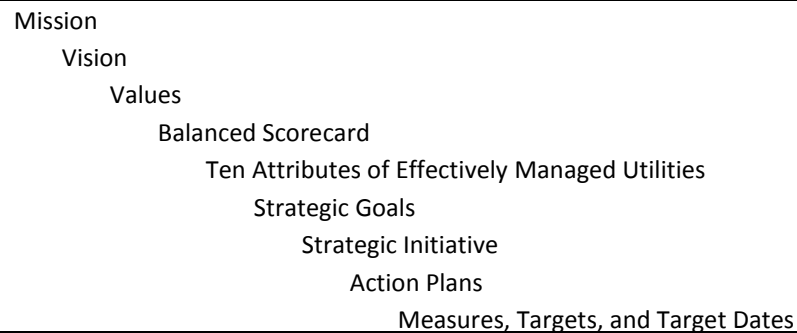 Mission
Vision
Values
Balanced Scorecard
Ten Attributes of Effectively Managed Utilities
Strategic Goals
Strategic Initiative
Action Plans
Measures, Targets, and Target Dates